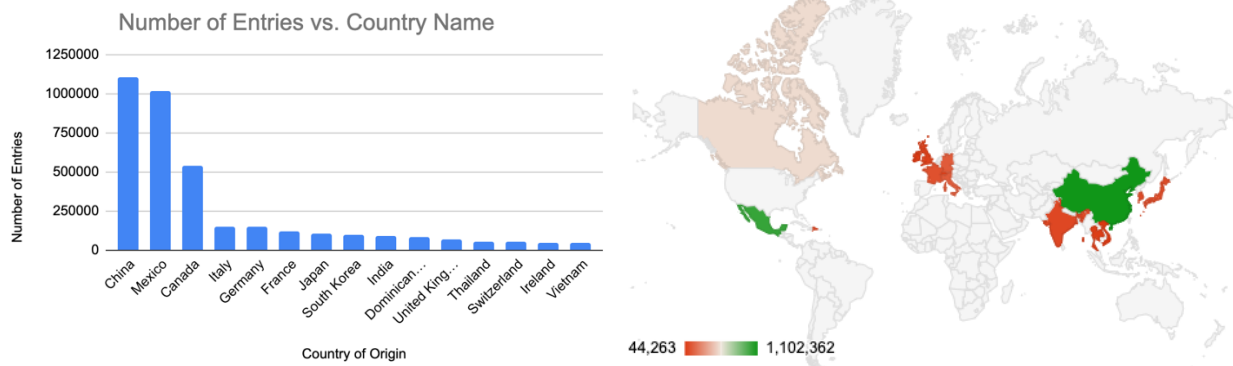 Number of Entries vs. Country Name
1250000
1000000
750000
500000
250000
0
Number of Entries
China
Mexico
Canada
Italy
Germany
France
Japan
South Korea
India
Dominican…
United King…
Thailand
Switzerland
Ireland
Vietnam
Country of Origin
44,263 1,102,362